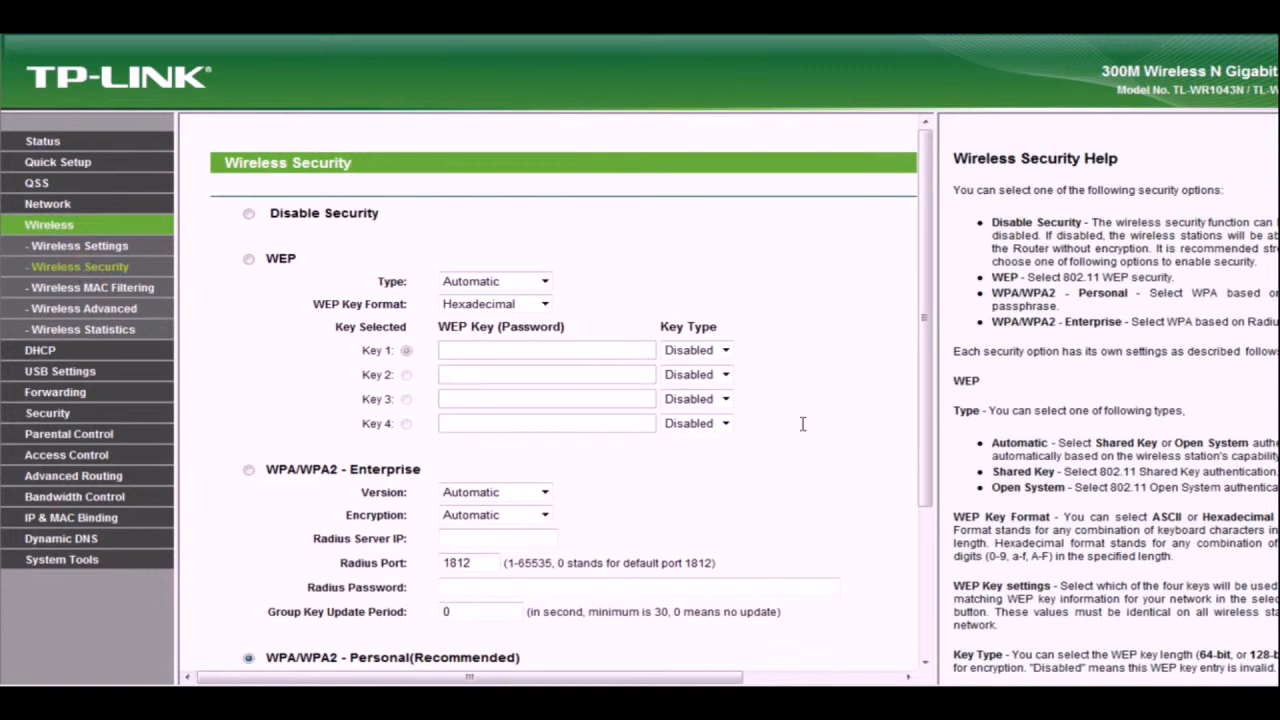 TP-LINK®
300M Wireless N Gigabit
Model No. TL-WR1043N / TL-W
Status
Quick Setup
QSS
Network
Wireless
- Wireless Settings
- Wireless Security
- Wireless MAC Filtering
- Wireless Advanced
- Wireless Statistics
DHCP
USB Settings
Forwarding
Security
Parental Control
Access Control
Advanced Routing
Bandwidth Control
IP & MAC Binding
Dynamic DNS
System Tools
Wireless Security
Disable Security
WEP
Type: Automatic
WEP Key Format: Hexadecimal
Key Selected WEP Key (Password) Key Type
Key 1: Disabled
Key 2: Disabled
Key 3: Disabled
Key 4: Disabled
WPA/WPA2 - Enterprise
Version: Automatic
Encryption: Automatic
Radius Server IP:
Radius Port: 1812 (1-65535, 0 stands for default port 1812)
Radius Password:
Group Key Update Period: 0 (in second, minimum is 30, 0 means no update)
WPA/WPA2 - Personal(Recommended)
Wireless Security Help
You can select one of the following security options:
Disable Security - The wireless security function can
disabled. If disabled, the wireless stations will be ab
the Router without encryption. It is recommended str
choose one of following options to enable security.
WEP - Select 802.11 WEP security.
WPA/WPA2 - Personal - Select WPA based or
passphrase.
WPA/WPA2 - Enterprise - Select WPA based on Radi
Each security option has its own settings as described follows
WEP
Type - You can select one of following types,
Automatic - Select Shared Key or Open System auth
automatically based on the wireless station's capabilit
Shared Key - Select 802.11 Shared Key authentication.
Open System - Select 802.11 Open System authentica
WEP Key Format - You can select ASCII or Hexadecimal
Format stands for any combination of keyboard characters in
length. Hexadecimal format stands for any combination of
digits (0-9, a-f, A-F) in the specified length.
WEP Key settings - Select which of the four keys will be used
matching WEP key information for your network in the selec
button. These values must be identical on all wireless sta
network.
Key Type - You can select the WEP key length (64-bit, or 128-b
for encryption. "Disabled" means this WEP key entry is invalid.